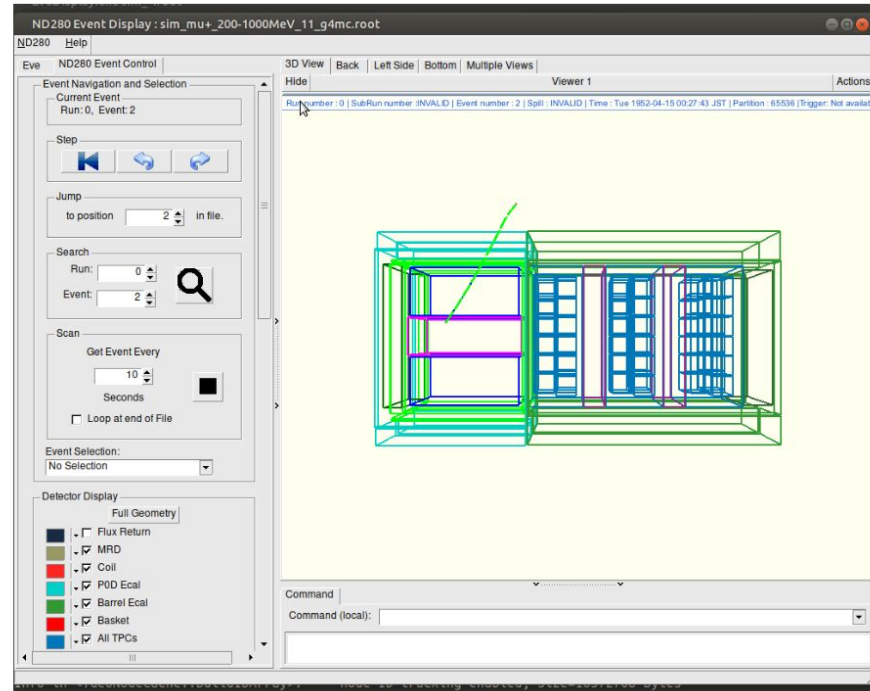 ND280 Event Display : sim_mu+_200-1000MeV_11_g4mc.root
ND280 Help
Eve ND280 Event Control
Event Navigation and Selection
Current Event
Run: 0, Event: 2
Step
Jump
to position 2 in file.
Search
Run: 0
Event: 2
Scan
Get Event Every
10
Seconds
Loop at end of File
Event Selection:
No Selection
Detector Display
Full Geometry
Flux Return
MRD
Coil
P0D Ecal
Barrel Ecal
Basket
All TPCs
3D View Back Left Side Bottom Multiple Views
Hide Viewer 1 Actions
Run number : 0 | SubRun number :INVALID | Event number : 2 | Spill : INVALID | Time : Tue 1952-04-15 00:27:43 JST | Partition : 65536 |Trigger: Not availat
Command
Command (local):